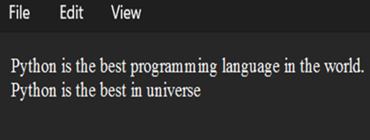 File Edit View
Python is the best programming language in the world.
Python is the best in universe